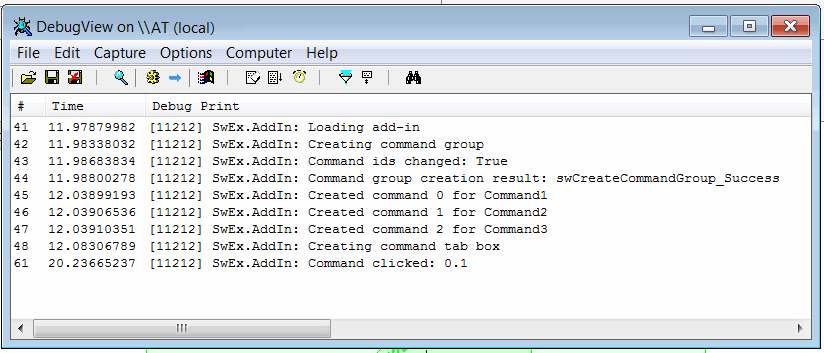 DebugView on \\AT (local)
File Edit Capture Options Computer Help
# Time Debug Print
41 11.97879982 [11212] SwEx.AddIn: Loading add-in
42 11.98338032 [11212] SwEx.AddIn: Creating command group
43 11.98683834 [11212] SwEx.AddIn: Command ids changed: True
44 11.98800278 [11212] SwEx.AddIn: Command group creation result: swCreateCommandGroup_Success
45 12.03899193 [11212] SwEx.AddIn: Created command 0 for Command1
46 12.03906536 [11212] SwEx.AddIn: Created command 1 for Command2
47 12.03910351 [11212] SwEx.AddIn: Created command 2 for Command3
48 12.08306789 [11212] SwEx.AddIn: Creating command tab box
61 20.23665237 [11212] SwEx.AddIn: Command clicked: 0.1